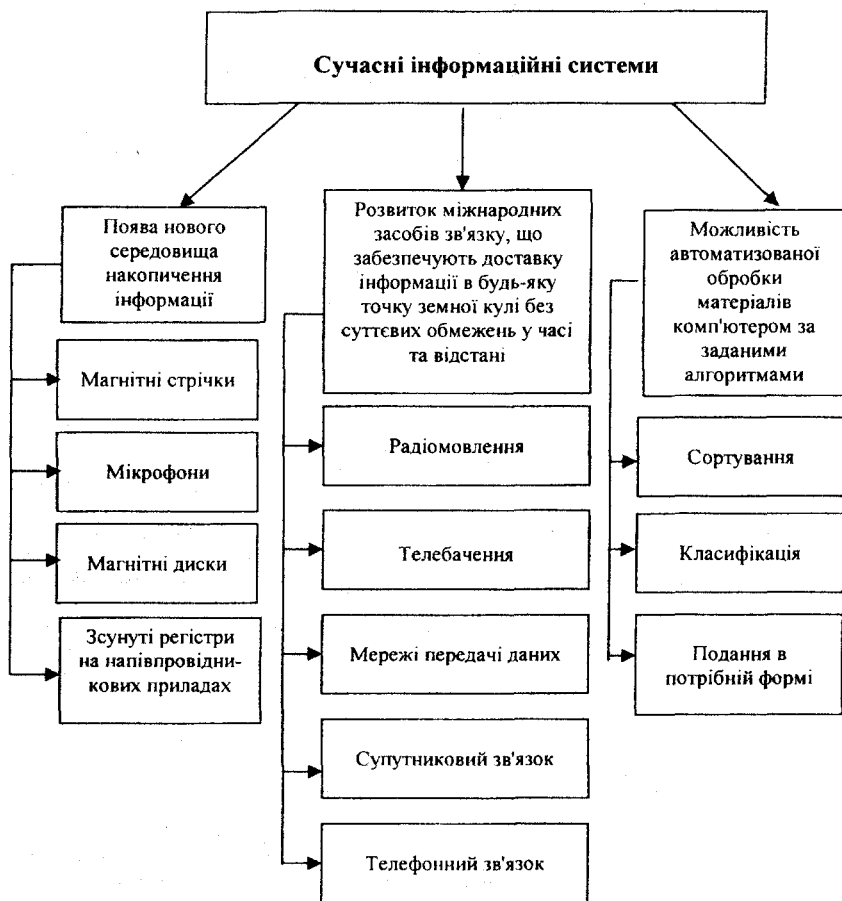 Сучасні інформаційні системи
Поява нового
середовища
накопичення
інформації
Магнітні стрічки
Мікрофони
Магнітні диски
Зсунуті регістри
на напівпровідни-
кових приладах
Розвиток міжнародних
засобів зв'язку, що
забезпечують доставку
інформації в будь-яку
точку земної кулі без
суттєвих обмежень у часі
та відстані
Радіомовлення
Телебачення
Мережі передачі даних
Супутниковий зв'язок
Телефонний зв'язок
Можливість
автоматизованої
обробки
матеріалів
комп'ютером за
заданими
алгоритмами
Сортування
Класифікація
Подання в
потрібній формі